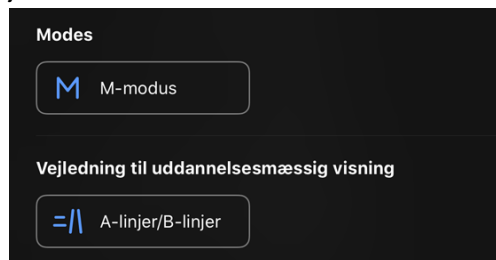 Modes
M-modus
Vejledning til uddannelsesmæssig visning
A-linjer/B-linjer